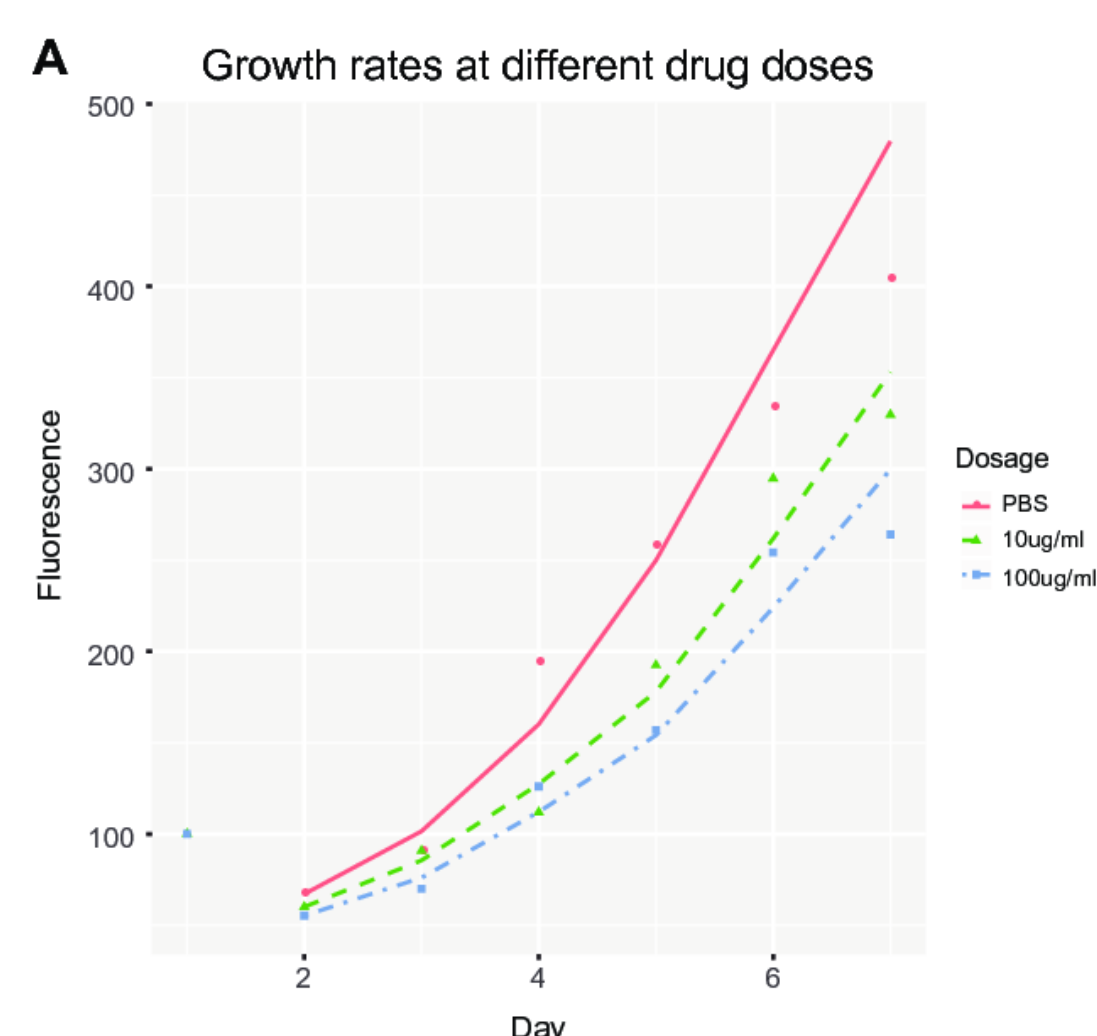 A
Growth rates at different drug doses
500
400
300
200
100
Fluorescence
2 4 6
Day
Dosage
PBS
10ug/ml
100ug/ml